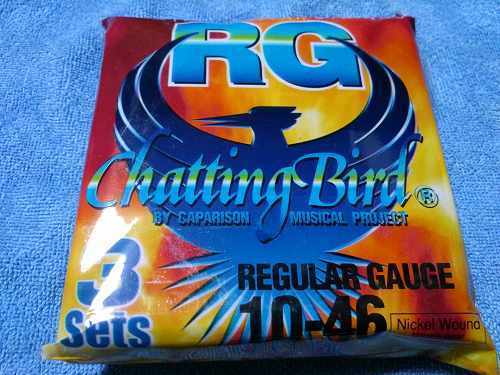 RG
Chatting Bird ®
BY CAPARISON MUSICAL PROJECT
3
Sets
REGULAR GAUGE
10-46
Nickel Wound